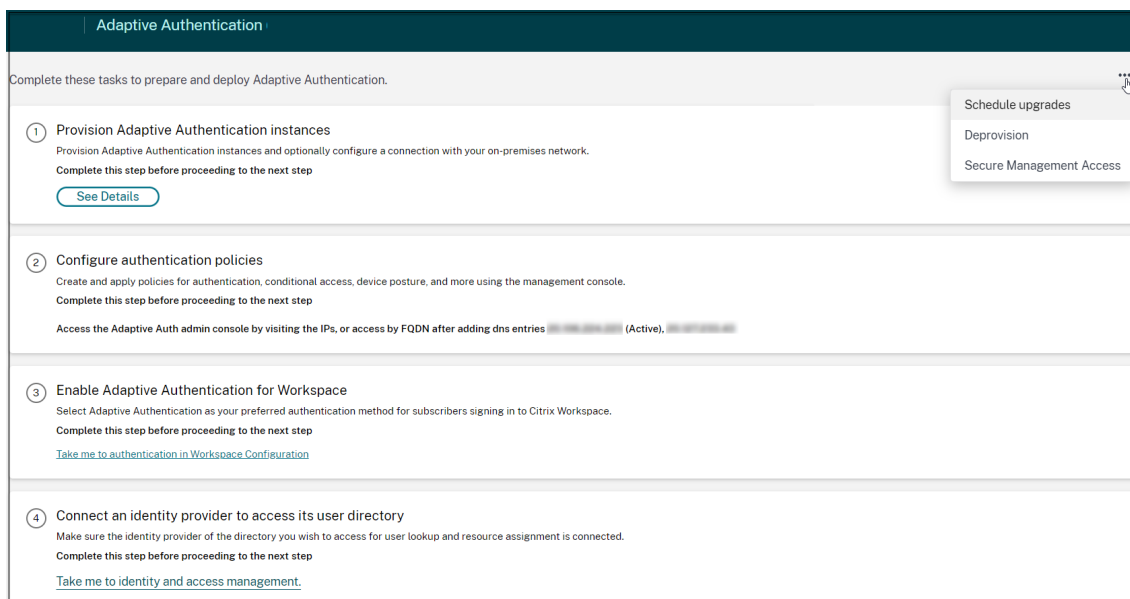 Adaptive Authentication
Complete these tasks to prepare and deploy Adaptive Authentication.
Schedule upgrades
Deprovision
Secure Management Access
1 Provision Adaptive Authentication instances
Provision Adaptive Authentication instances and optionally configure a connection with your on-premises network.
Complete this step before proceeding to the next step
See Details
2 Configure authentication policies
Create and apply policies for authentication, conditional access, device posture, and more using the management console.
Complete this step before proceeding to the next step
Access the Adaptive Auth admin console by visiting the IPs, or access by FQDN after adding dns entries (Active),
3 Enable Adaptive Authentication for Workspace
Select Adaptive Authentication as your preferred authentication method for subscribers signing in to Citrix Workspace.
Complete this step before proceeding to the next step
Take me to authentication in Workspace Configuration
4 Connect an identity provider to access its user directory
Make sure the identity provider of the directory you wish to access for user lookup and resource assignment is connected.
Complete this step before proceeding to the next step
Take me to identity and access management.